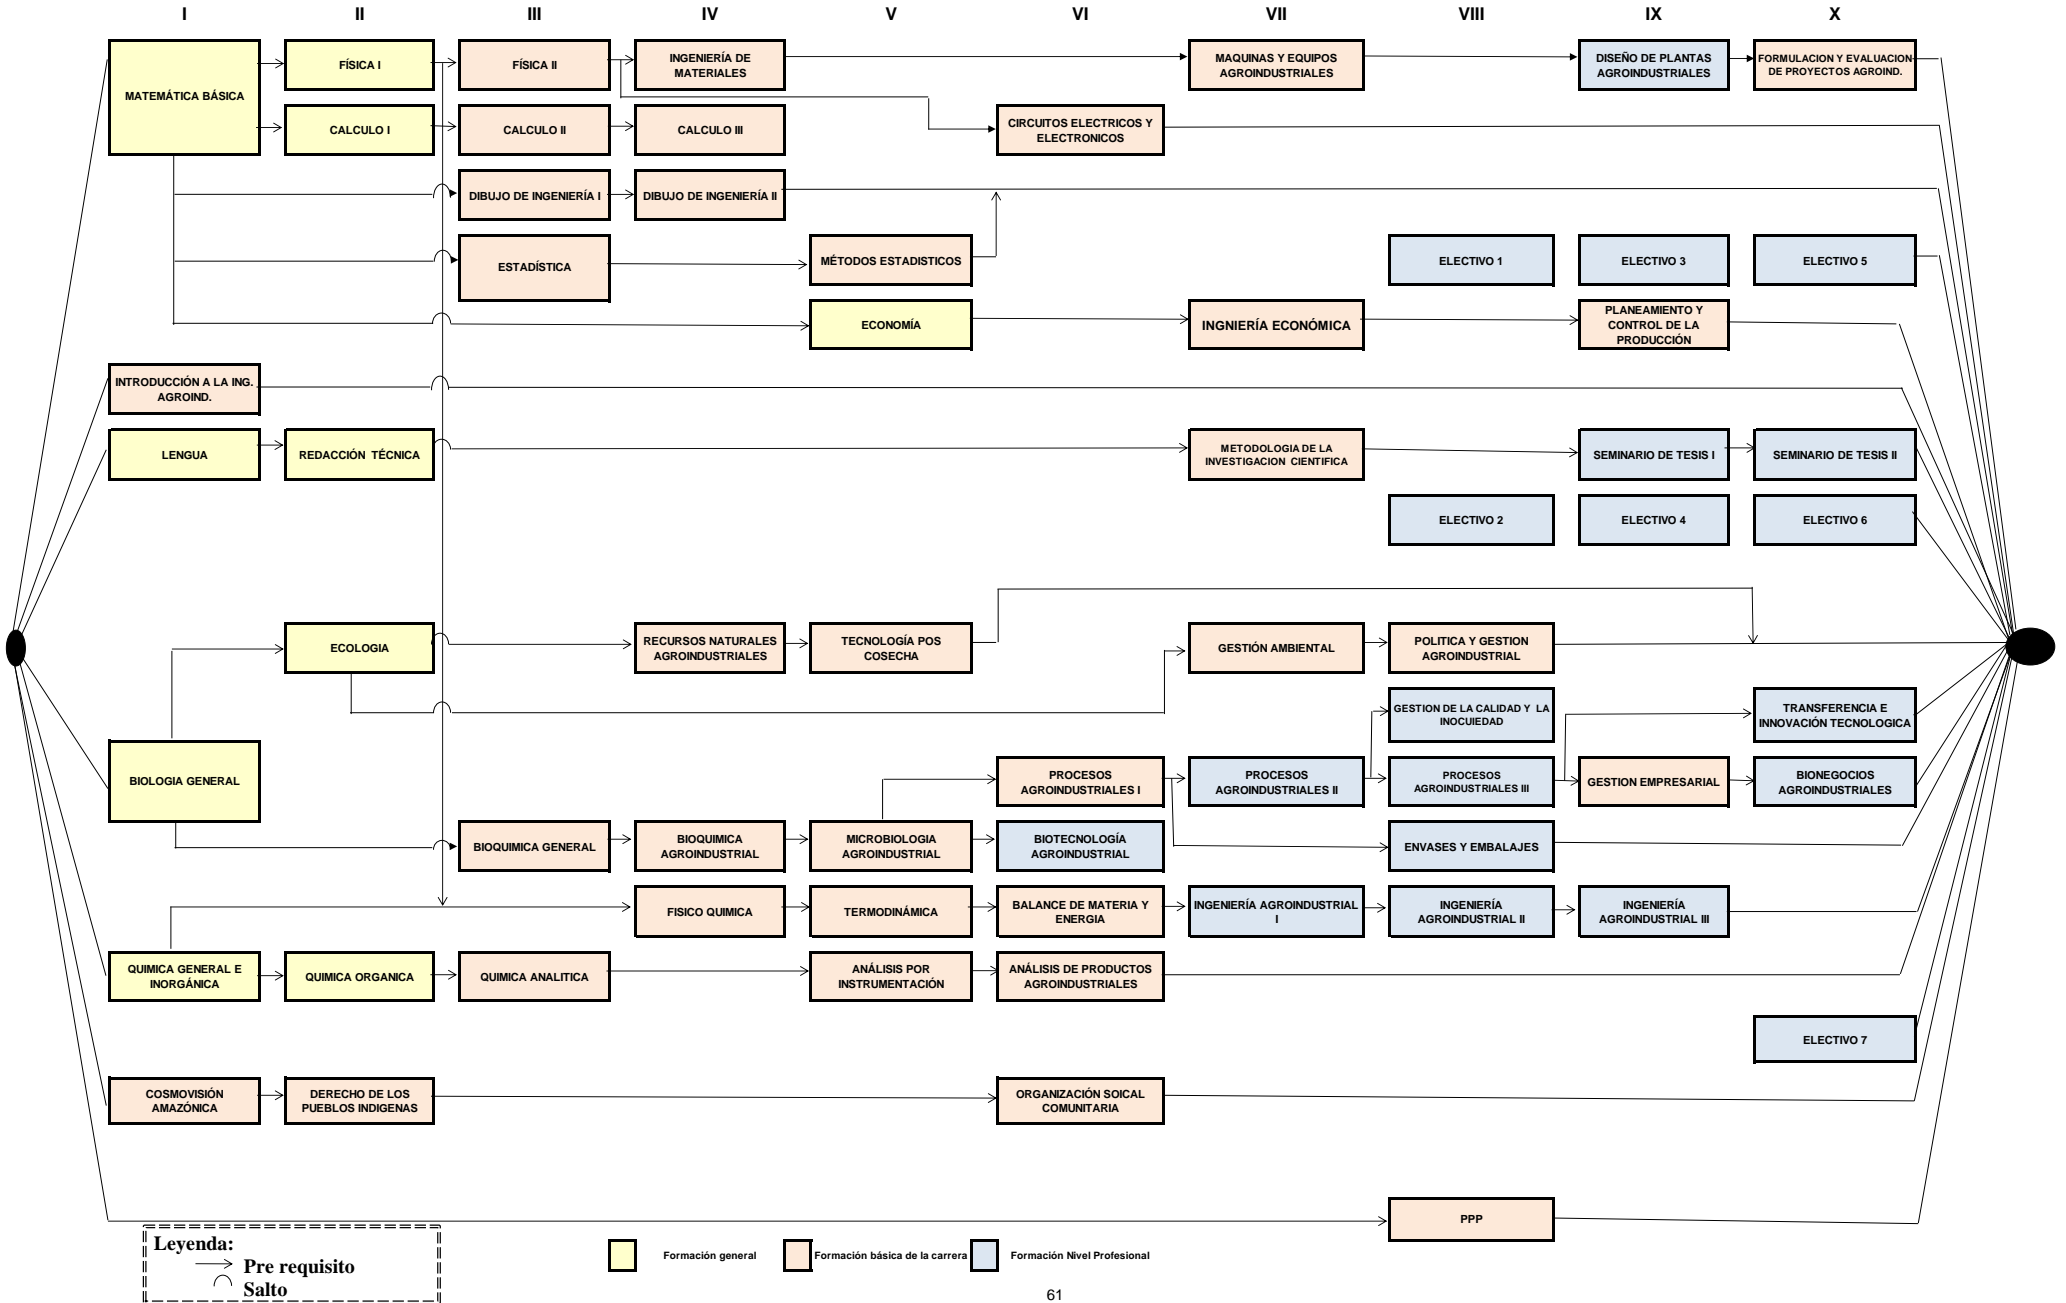 I II III IV V VI VII VIII IX X
MATEMÁTICA BÁSICA
FÍSICA I
FÍSICA II
INGENIERÍA DE
MATERIALES
MAQUINAS Y EQUIPOS
AGROINDUSTRIALES
DISEÑO DE PLANTAS
AGROINDUSTRIALES
FORMULACION Y EVALUACION
DE PROYECTOS AGROIND.
CALCULO I
CALCULO II
CALCULO III
CIRCUITOS ELECTRICOS Y
ELECTRONICOS
DIBUJO DE INGENIERÍA I
DIBUJO DE INGENIERÍA II
ESTADÍSTICA
MÉTODOS ESTADISTICOS
ELECTIVO 1
ELECTIVO 3
ELECTIVO 5
ECONOMÍA
INGNIERÍA ECONÓMICA
PLANEAMIENTO Y
CONTROL DE LA
PRODUCCIÓN
INTRODUCCIÓN A LA ING.
AGROIND.
LENGUA
REDACCIÓN TÉCNICA
METODOLOGIA DE LA
INVESTIGACION CIENTIFICA
SEMINARIO DE TESIS I
SEMINARIO DE TESIS II
ELECTIVO 2
ELECTIVO 4
ELECTIVO 6
ECOLOGIA
RECURSOS NATURALES
AGROINDUSTRIALES
TECNOLOGÍA POS
COSECHA
GESTIÓN AMBIENTAL
POLITICA Y GESTION
AGROINDUSTRIAL
GESTION DE LA CALIDAD Y LA
INOCUIEDAD
TRANSFERENCIA E
INNOVACIÓN TECNOLOGICA
BIOLOGIA GENERAL
PROCESOS
AGROINDUSTRIALES I
PROCESOS
AGROINDUSTRIALES II
PROCESOS
AGROINDUSTRIALES III
GESTION EMPRESARIAL
BIONEGOCIOS
AGROINDUSTRIALES
BIOQUIMICA GENERAL
BIOQUIMICA
AGROINDUSTRIAL
MICROBIOLOGIA
AGROINDUSTRIAL
BIOTECNOLOGÍA
AGROINDUSTRIAL
ENVASES Y EMBALAJES
FISICO QUIMICA
TERMODINÁMICA
BALANCE DE MATERIA Y
ENERGIA
INGENIERÍA AGROINDUSTRIAL
I
INGENIERÍA
AGROINDUSTRIAL II
INGENIERÍA
AGROINDUSTRIAL III
QUIMICA GENERAL E
INORGÁNICA
QUIMICA ORGANICA
QUIMICA ANALITICA
ANÁLISIS POR
INSTRUMENTACIÓN
ANÁLISIS DE PRODUCTOS
AGROINDUSTRIALES
ELECTIVO 7
COSMOVISIÓN
AMAZÓNICA
DERECHO DE LOS
PUEBLOS INDIGENAS
ORGANIZACIÓN SOICAL
COMUNITARIA
PPP
Leyenda:
Pre requisito
Salto
Formación general
Formación básica de la carrera
Formación Nivel Profesional
61